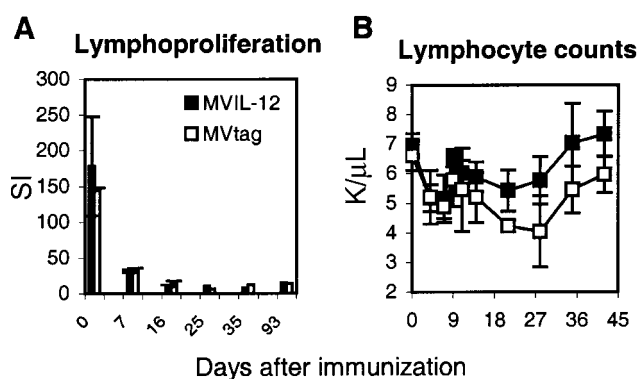 A Lymphoproliferation
300
250
200
150
100
50
0
SI
MVIL-12
MVtag
0 7 16 25 37 93
B Lymphocyte counts
9
8
7
6
5
4
3
2
K/μL
0 9 18 27 36 45
Days after immunization